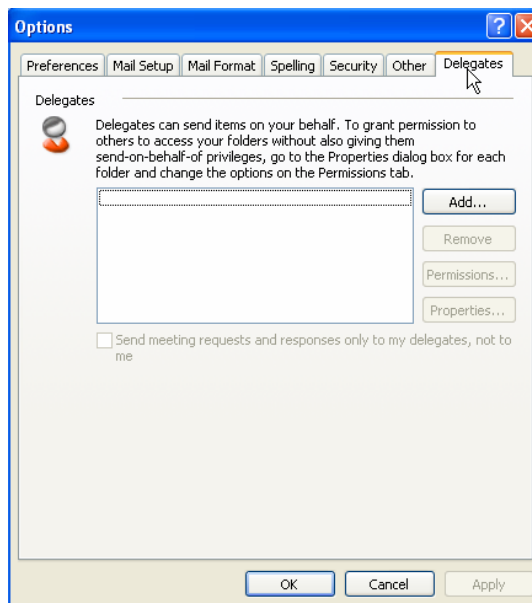 Options
Preferences Mail Setup Mail Format Spelling Security Other Delegates
Delegates
Delegates can send items on your behalf. To grant permission to
others to access your folders without also giving them
send-on-behalf-of privileges, go to the Properties dialog box for each
folder and change the options on the Permissions tab.
Add...
Remove
Permissions...
Properties...
Send meeting requests and responses only to my delegates, not to
me
OK Cancel Apply